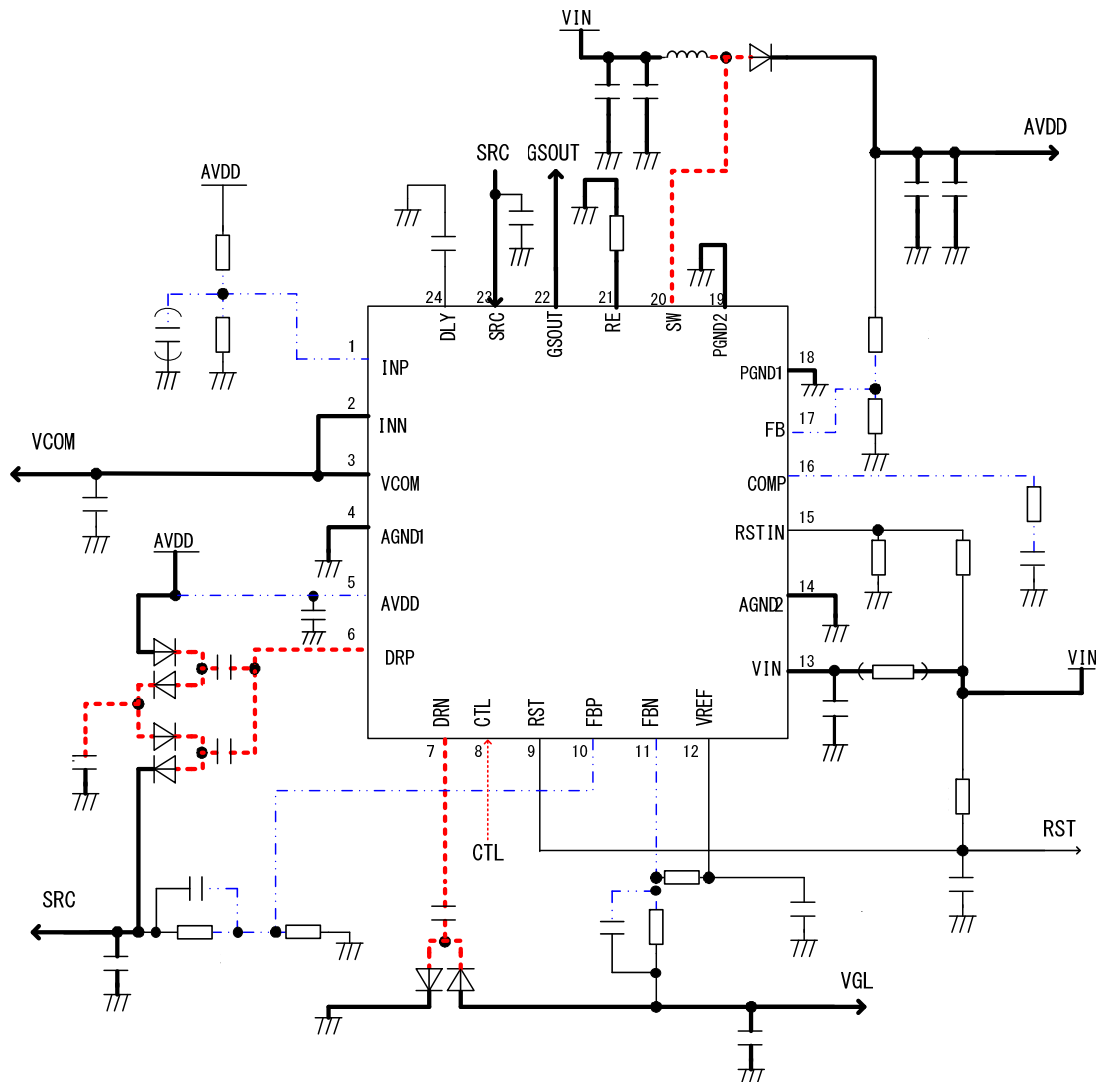 VIN
AVDD
SRC GSOUT
AVDD
24 23 22 21 20 19
DLY SRC GSOUT RE SW PGND2
1 INP
PGND1 18
2 INN
FB 17
VCOM
3 VCOM
COMP 16
4 AGND1
RSTIN 15
AVDD
5 AVDD
AGND2 14
6 DRP
VIN 13
VIN
DRN CTL RST FBP FBN VREF
7 8 9 10 11 12
CTL
RST
SRC
VGL